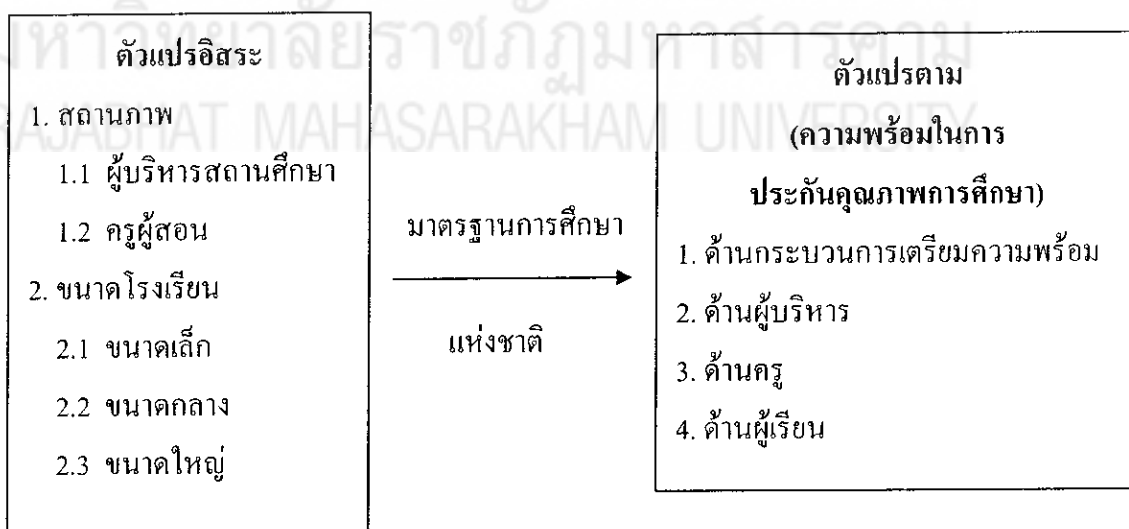 มหาวิทยาลัยราชภัฏมหาสารคาม
RAJABHAT MAHASARAKHAM UNIVERSITY
ตัวแปรอิสระ
1. สถานภาพ
1.1 ผู้บริหารสถานศึกษา
1.2 ครูผู้สอน
2. ขนาดโรงเรียน
2.1 ขนาดเล็ก
2.2 ขนาดกลาง
2.3 ขนาดใหญ่
มาตรฐานการศึกษา
แห่งชาติ
ตัวแปรตาม
(ความพร้อมในการ
ประกันคุณภาพการศึกษา)
1. ด้านกระบวนการเตรียมความพร้อม
2. ด้านผู้บริหาร
3. ด้านครู
4. ด้านผู้เรียน